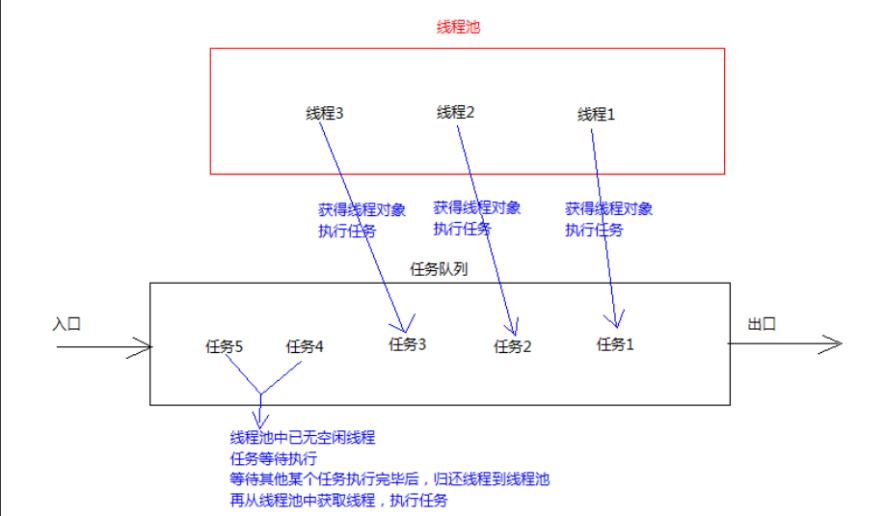 线程池
线程3
线程2
线程1
获得线程对象
执行任务
获得线程对象
执行任务
获得线程对象
执行任务
任务队列
入口
出口
任务5
任务4
任务3
任务2
任务1
线程池中已无空闲线程
任务等待执行
等待其他某个任务执行完毕后，归还线程到线程池
再从线程池中获取线程，执行任务